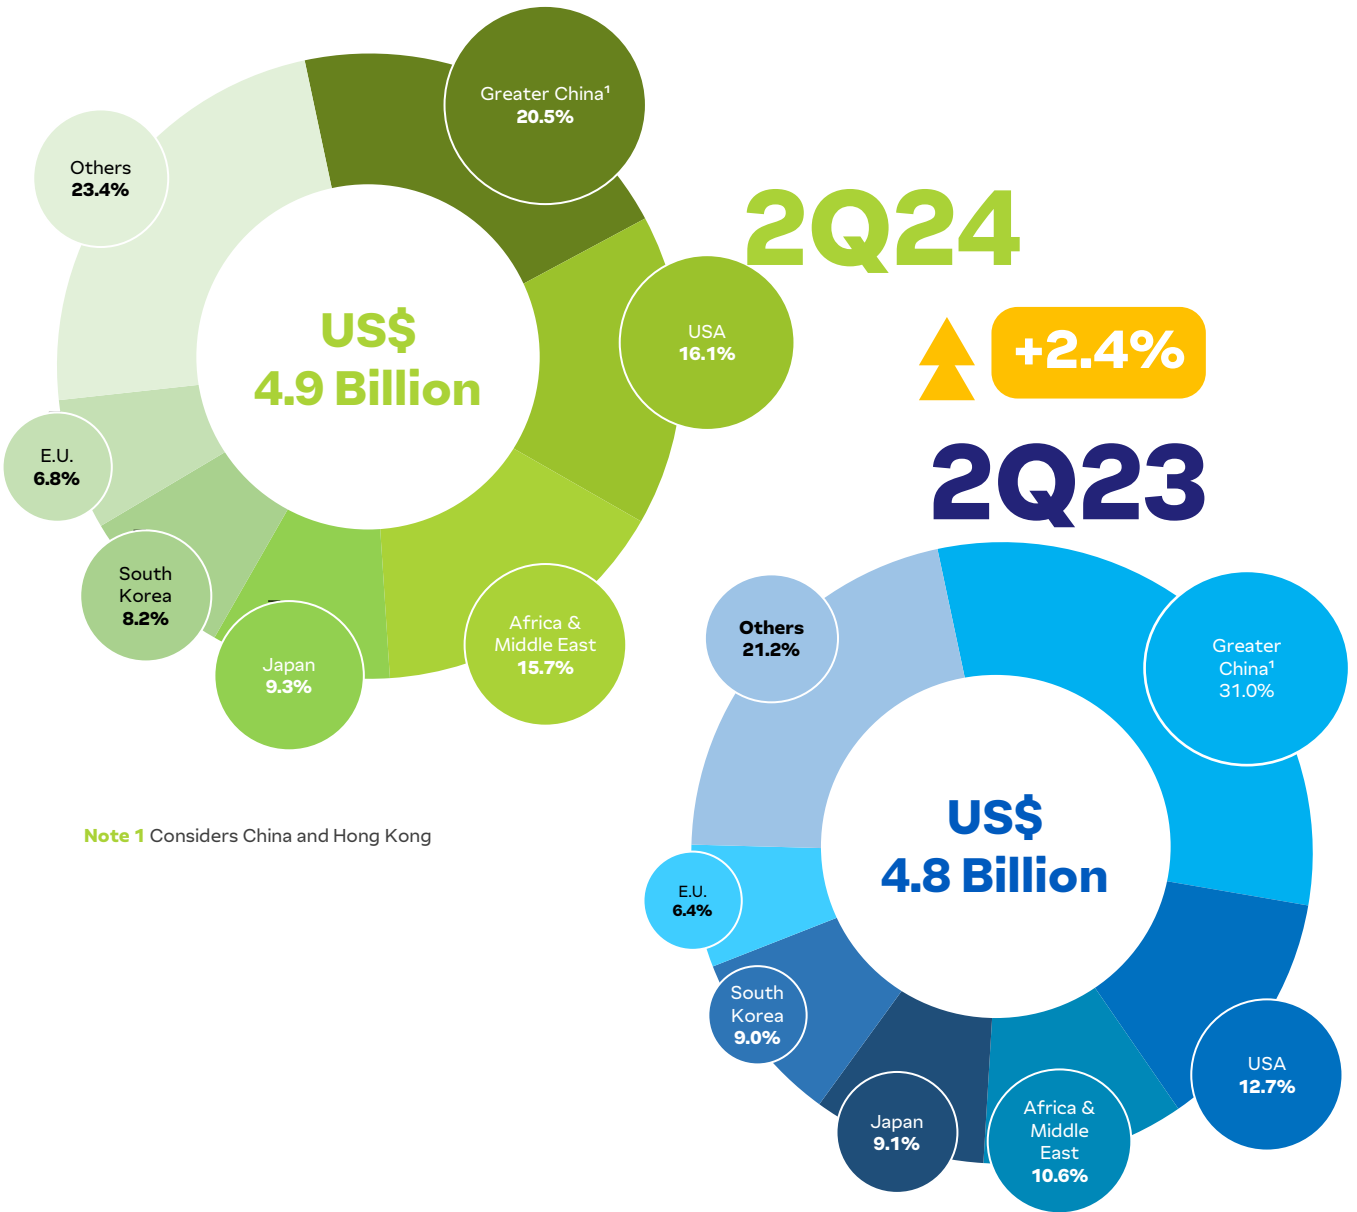 Greater China¹
20.5%
Others
23.4%
2Q24
US$
4.9 Billion
USA
16.1%
+2.4%
E.U.
6.8%
2Q23
South
Korea
8.2%
Africa &
Middle East
15.7%
Japan
9.3%
Others
21.2%
Greater
China¹
31.0%
US$
4.8 Billion
Note 1 Considers China and Hong Kong
E.U.
6.4%
South
Korea
9.0%
USA
12.7%
Japan
9.1%
Africa &
Middle
East
10.6%